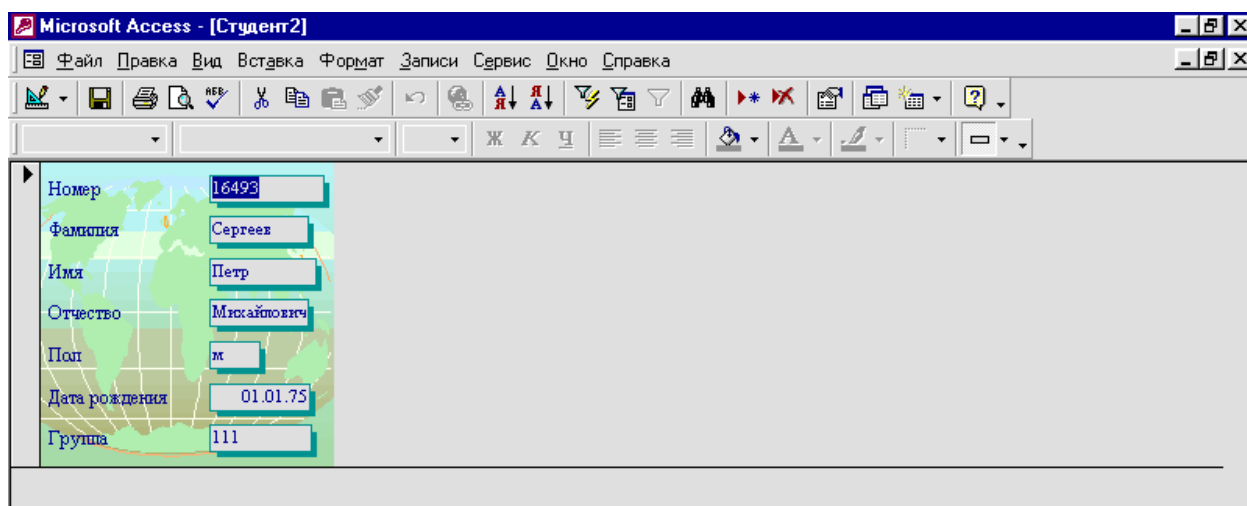 Microsoft Access - [Студент2]
Файл Правка Вид Вставка Формат Записи Сервис Окно Справка
Ж К Ч
Номер 16493
Фамилия Сергеев
Имя Петр
Отчество Михайлович
Пол м
Дата рождения 01.01.75
Группа 111